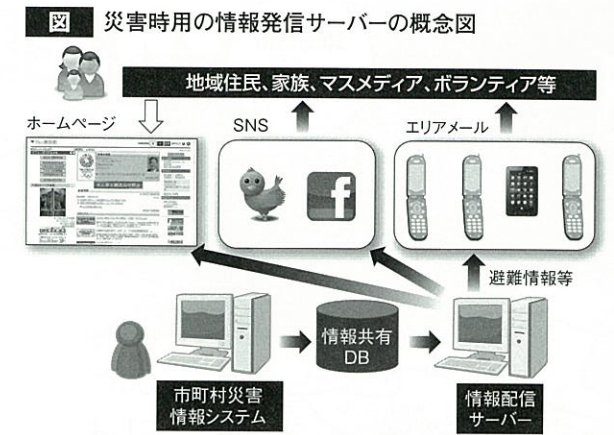 図 災害時用の情報発信サーバーの概念図
地域住民、家族、マスメディア、ボランティア等
ホームページ
SNS
エリアメール
f
避難情報等
情報共有
DB
市町村災害
情報システム
情報配信
サーバー